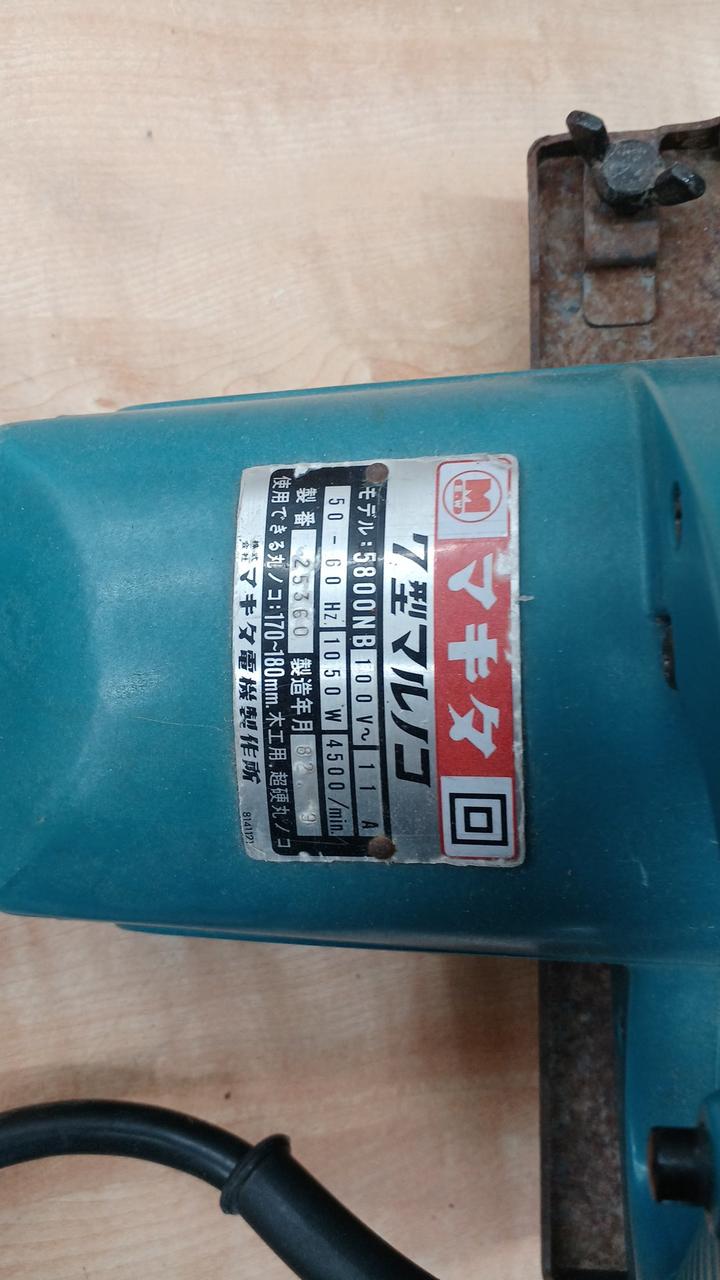 M
E.W
マキタ
7型マルノコ
モデル:5800NB 100V～ 11 A
50-60 Hz. 1050W 4500/min.
製番 25360 製造年月 82.9
使用できる丸ノコ:170~180mm.木工用,超硬丸ノコ
株式会社 マキタ電機製作所